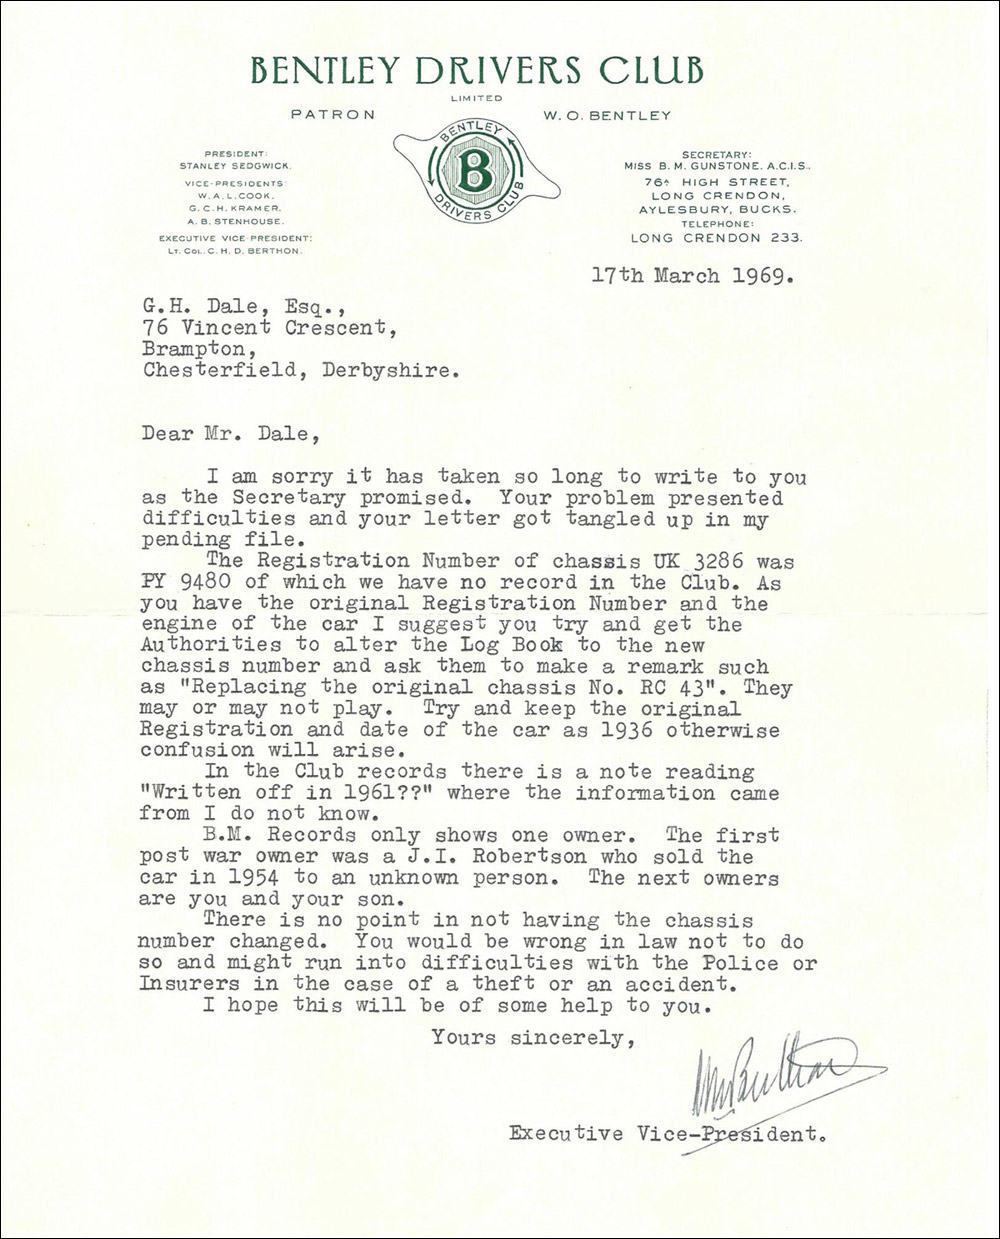 BENTLEY DRIVERS CLUB
LIMITED
PATRON W. O. BENTLEY
PRESIDENT:
STANLEY SEDGWICK.
VICE-PRESIDENTS
W. A. L. COOK.
G. C. H. KRAMER.
A. B. STENHOUSE.
EXECUTIVE VICE-PRESIDENT:
LT. COL. C. H. D. BERTHON.
BENTLEY
B
DRIVERS CLUB
SECRETARY:
MISS B. M. GUNSTONE. A.C.I.S.
HIGH STREET,
LONG CRENDON,
AYLESBURY, BUCKS.
TELEPHONE:
LONG CRENDON 233.
17th March 1969.
G.H. Dale, Esq.,
76 Vincent Crescent,
Brampton,
Chesterfield, Derbyshire.
Dear Mr. Dale,
I am sorry it has taken so long to write to you
as the Secretary promised. Your problem presented
difficulties and your letter got tangled up in my
pending file.
The Registration Number of chassis UK 3286 was
PY 9480 of which we have no record in the Club. As
you have the original Registration Number and the
engine of the car I suggest you try and get the
Authorities to alter the Log Book to the new
chassis number and ask them to make a remark such
as "Replacing the original chassis No. RC 43". They
may or may not play. Try and keep the original
Registration and date of the car as 1936 otherwise
confusion will arise.
In the Club records there is a note reading
"Written off in 1961??" where the information came
from I do not know.
B.M. Records only shows one owner. The first
post war owner was a J.I. Robertson who sold the
car in 1954 to an unknown person. The next owners
are you and your son.
There is no point in not having the chassis
number changed. You would be wrong in law not to do
so and might run into difficulties with the Police or
Insurers in the case of a theft or an accident.
I hope this will be of some help to you.
Yours sincerely,
Executive Vice-President.